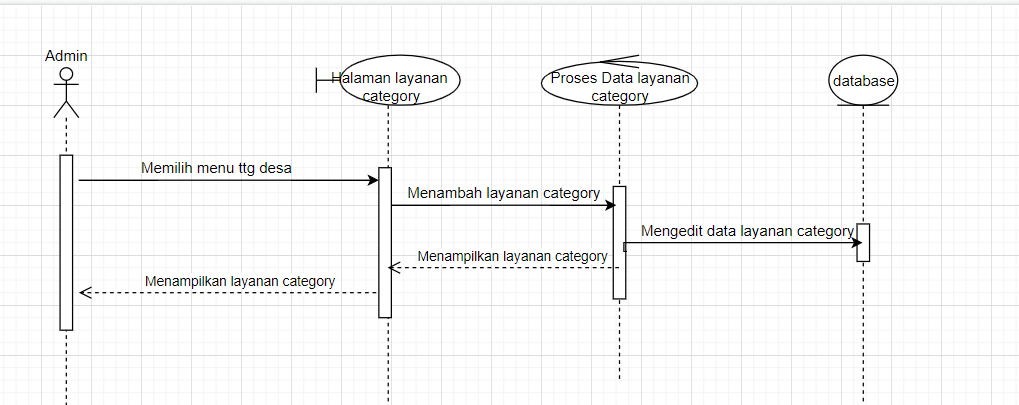 Admin
Halaman layanan
category
Proses Data layanan
category
database
Memilih menu ttg desa
Menambah layanan category
Mengedit data layanan category
Menampilkan layanan category
Menampilkan layanan category